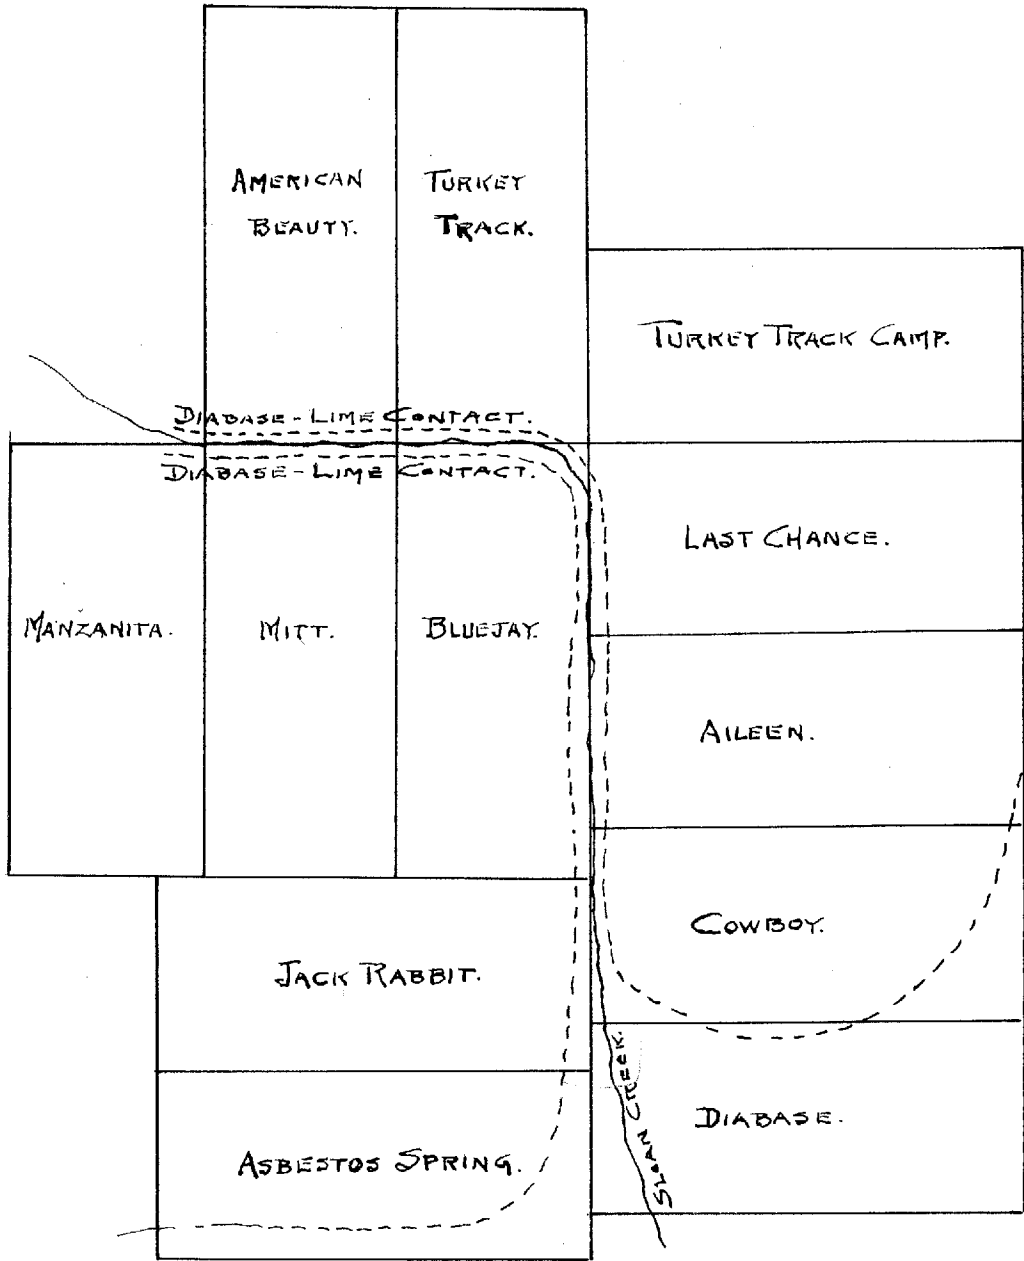 AMERICAN
BEAUTY.
TURKEY
TRACK.
TURKEY TRACK CAMP.
DIABASE - LIME CONTACT.
DIABASE - LIME CONTACT.
LAST CHANCE.
MANZANITA.
MITT.
BLUEJAY.
AILEEN.
COWBOY.
JACK RABBIT.
SLOAN CREEK.
DIABASE.
ASBESTOS SPRING.